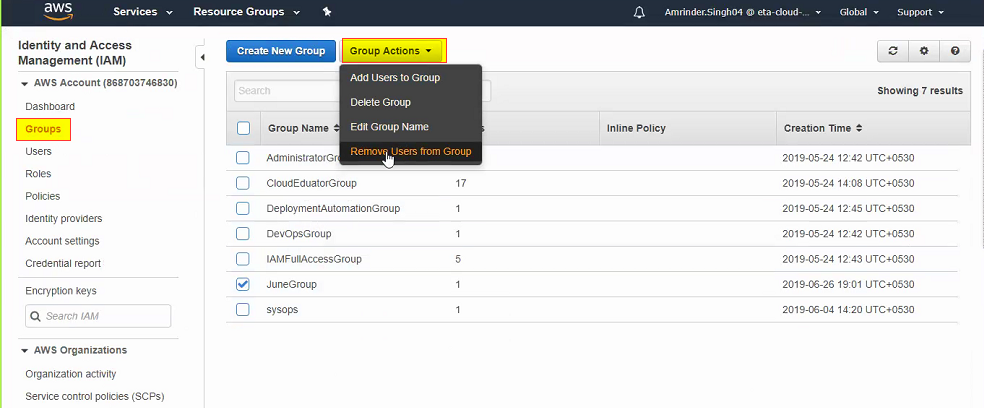 aws
Services
Resource Groups
Amrinder.Singh04 @ eta-cloud-...
Global
Support
Identity and Access
Management (IAM)
AWS Account (868703746830)
Dashboard
Groups
Users
Roles
Policies
Identity providers
Account settings
Credential report
Encryption keys
Search IAM
AWS Organizations
Organization activity
Service control policies (SCPs)
Create New Group
Group Actions
Add Users to Group
Delete Group
Edit Group Name
Remove Users from Group
Search
Showing 7 results
Group Name
Inline Policy
Creation Time
AdministratorGro 2019-05-24 12:42 UTC+0530
CloudEduatorGroup 17 2019-05-24 14:08 UTC+0530
DeploymentAutomationGroup 1 2019-05-24 12:45 UTC+0530
DevOpsGroup 1 2019-05-24 12:42 UTC+0530
IAMFullAccessGroup 5 2019-05-24 12:43 UTC+0530
JuneGroup 1 2019-06-26 19:01 UTC+0530
sysops 1 2019-06-04 14:20 UTC+0530